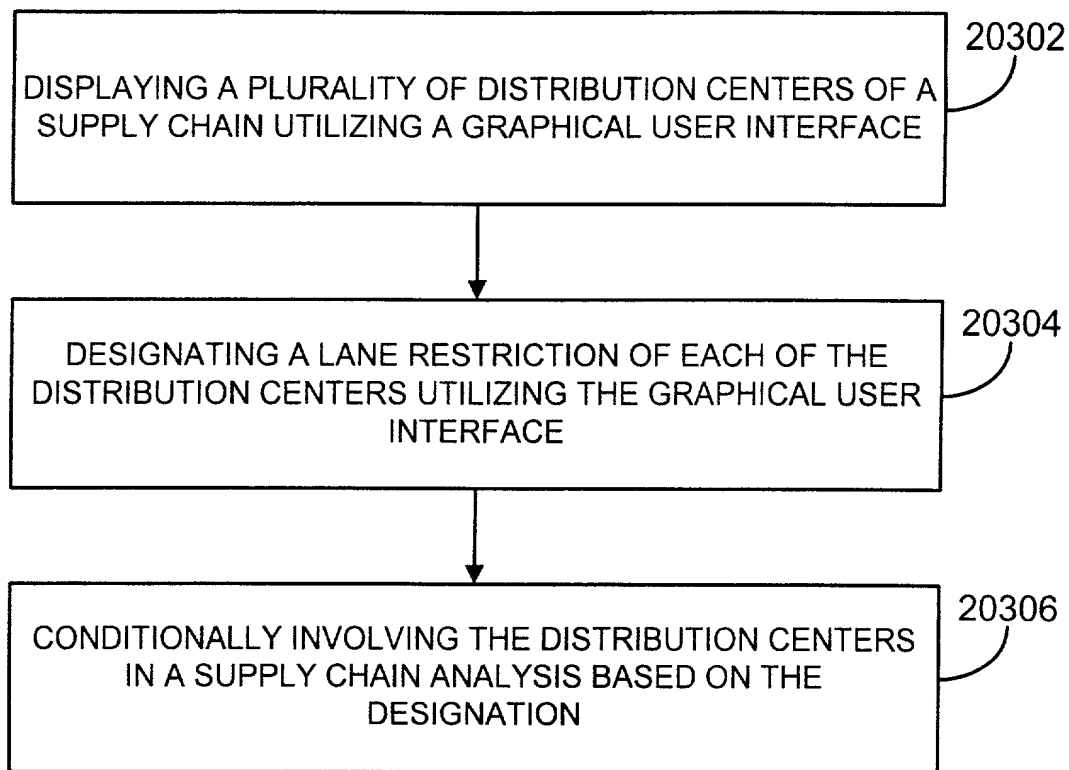 20302
DISPLAYING A PLURALITY OF DISTRIBUTION CENTERS OF A
SUPPLY CHAIN UTILIZING A GRAPHICAL USER INTERFACE
20304
DESIGNATING A LANE RESTRICTION OF EACH OF THE
DISTRIBUTION CENTERS UTILIZING THE GRAPHICAL USER
INTERFACE
20306
CONDITIONALLY INVOLVING THE DISTRIBUTION CENTERS
IN A SUPPLY CHAIN ANALYSIS BASED ON THE
DESIGNATION